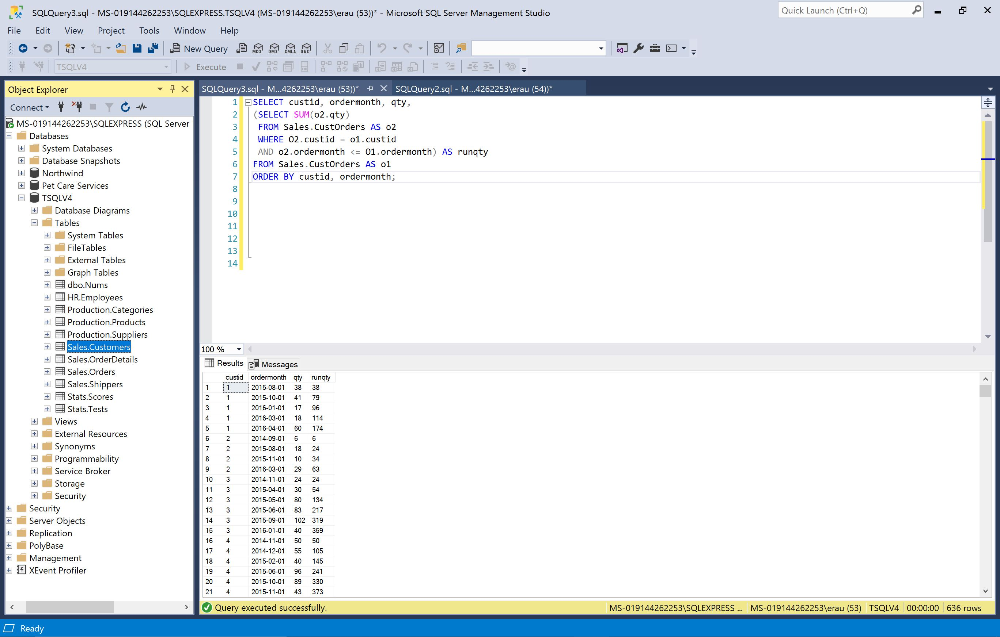 SQLQuery3.sql - MS-019144262253\SQLEXPRESS.TSQLV4 (MS-019144262253\erau (53))* - Microsoft SQL Server Management Studio
Quick Launch (Ctrl+Q)
File Edit View Project Tools Window Help
New Query MDX DMX XMLA DAX
TSQLV4 Execute
Object Explorer
Connect
MS-019144262253\SQLEXPRESS (SQL Server
Databases
System Databases
Database Snapshots
Northwind
Pet Care Services
TSQLV4
Database Diagrams
Tables
System Tables
FileTables
External Tables
Graph Tables
dbo.Nums
HR.Employees
Production.Categories
Production.Products
Production.Suppliers
Sales.Customers
Sales.OrderDetails
Sales.Orders
Sales.Shippers
Stats.Scores
Stats.Tests
Views
External Resources
Synonyms
Programmability
Service Broker
Storage
Security
Security
Server Objects
Replication
PolyBase
Management
XEvent Profiler
SQLQuery3.sql - M...4262253\erau (53))* SQLQuery2.sql - M...4262253\erau (54))*
1 SELECT custid, ordermonth, qty,
2 (SELECT SUM(o2.qty)
3 FROM Sales.CustOrders AS o2
4 WHERE O2.custid = o1.custid
5 AND o2.ordermonth <= O1.ordermonth) AS runqty
6 FROM Sales.CustOrders AS o1
7 ORDER BY custid, ordermonth;
8
9
10
11
12
13
14
100 %
Results Messages
custid ordermonth qty runqty
1 1 2015-08-01 38 38
2 1 2015-10-01 41 79
3 1 2016-01-01 17 96
4 1 2016-03-01 18 114
5 1 2016-04-01 60 174
6 2 2014-09-01 6 6
7 2 2015-08-01 18 24
8 2 2015-11-01 10 34
9 2 2016-03-01 29 63
10 3 2014-11-01 24 24
11 3 2015-04-01 30 54
12 3 2015-05-01 80 134
13 3 2015-06-01 83 217
14 3 2015-09-01 102 319
15 3 2016-01-01 40 359
16 4 2014-11-01 50 50
17 4 2014-12-01 55 105
18 4 2015-02-01 40 145
19 4 2015-06-01 96 241
20 4 2015-10-01 89 330
21 4 2015-11-01 43 373
Query executed successfully. MS-019144262253\SQLEXPRESS ... MS-019144262253\erau (53) TSQLV4 00:00:00 636 rows
Ready